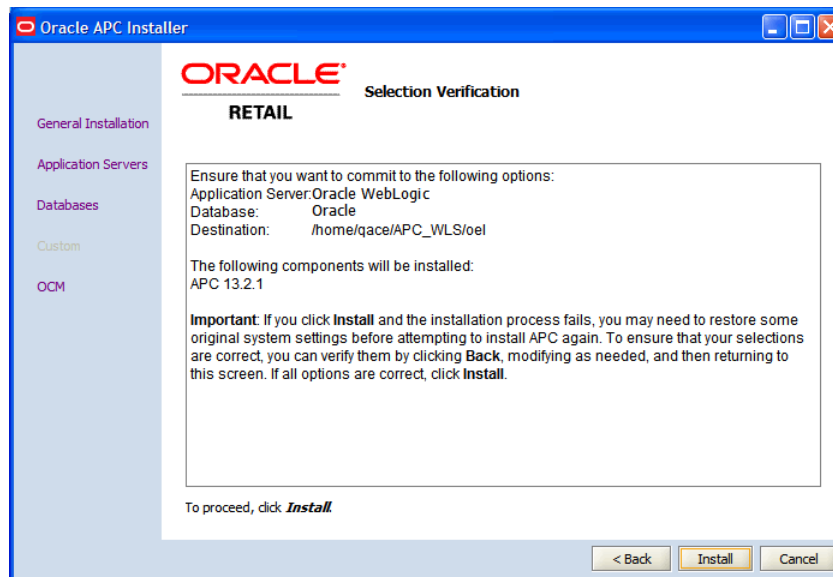 Oracle APC Installer
ORACLE®
RETAIL
Selection Verification
General Installation
Application Servers
Databases
Custom
OCM
Ensure that you want to commit to the following options:
Application Server:Oracle WebLogic
Database: Oracle
Destination: /home/qace/APC_WLS/oel
The following components will be installed:
APC 13.2.1
Important: If you click Install and the installation process fails, you may need to restore some
original system settings before attempting to install APC again. To ensure that your selections
are correct, you can verify them by clicking Back, modifying as needed, and then returning to
this screen. If all options are correct, click Install.
To proceed, click Install.
< Back
Install
Cancel